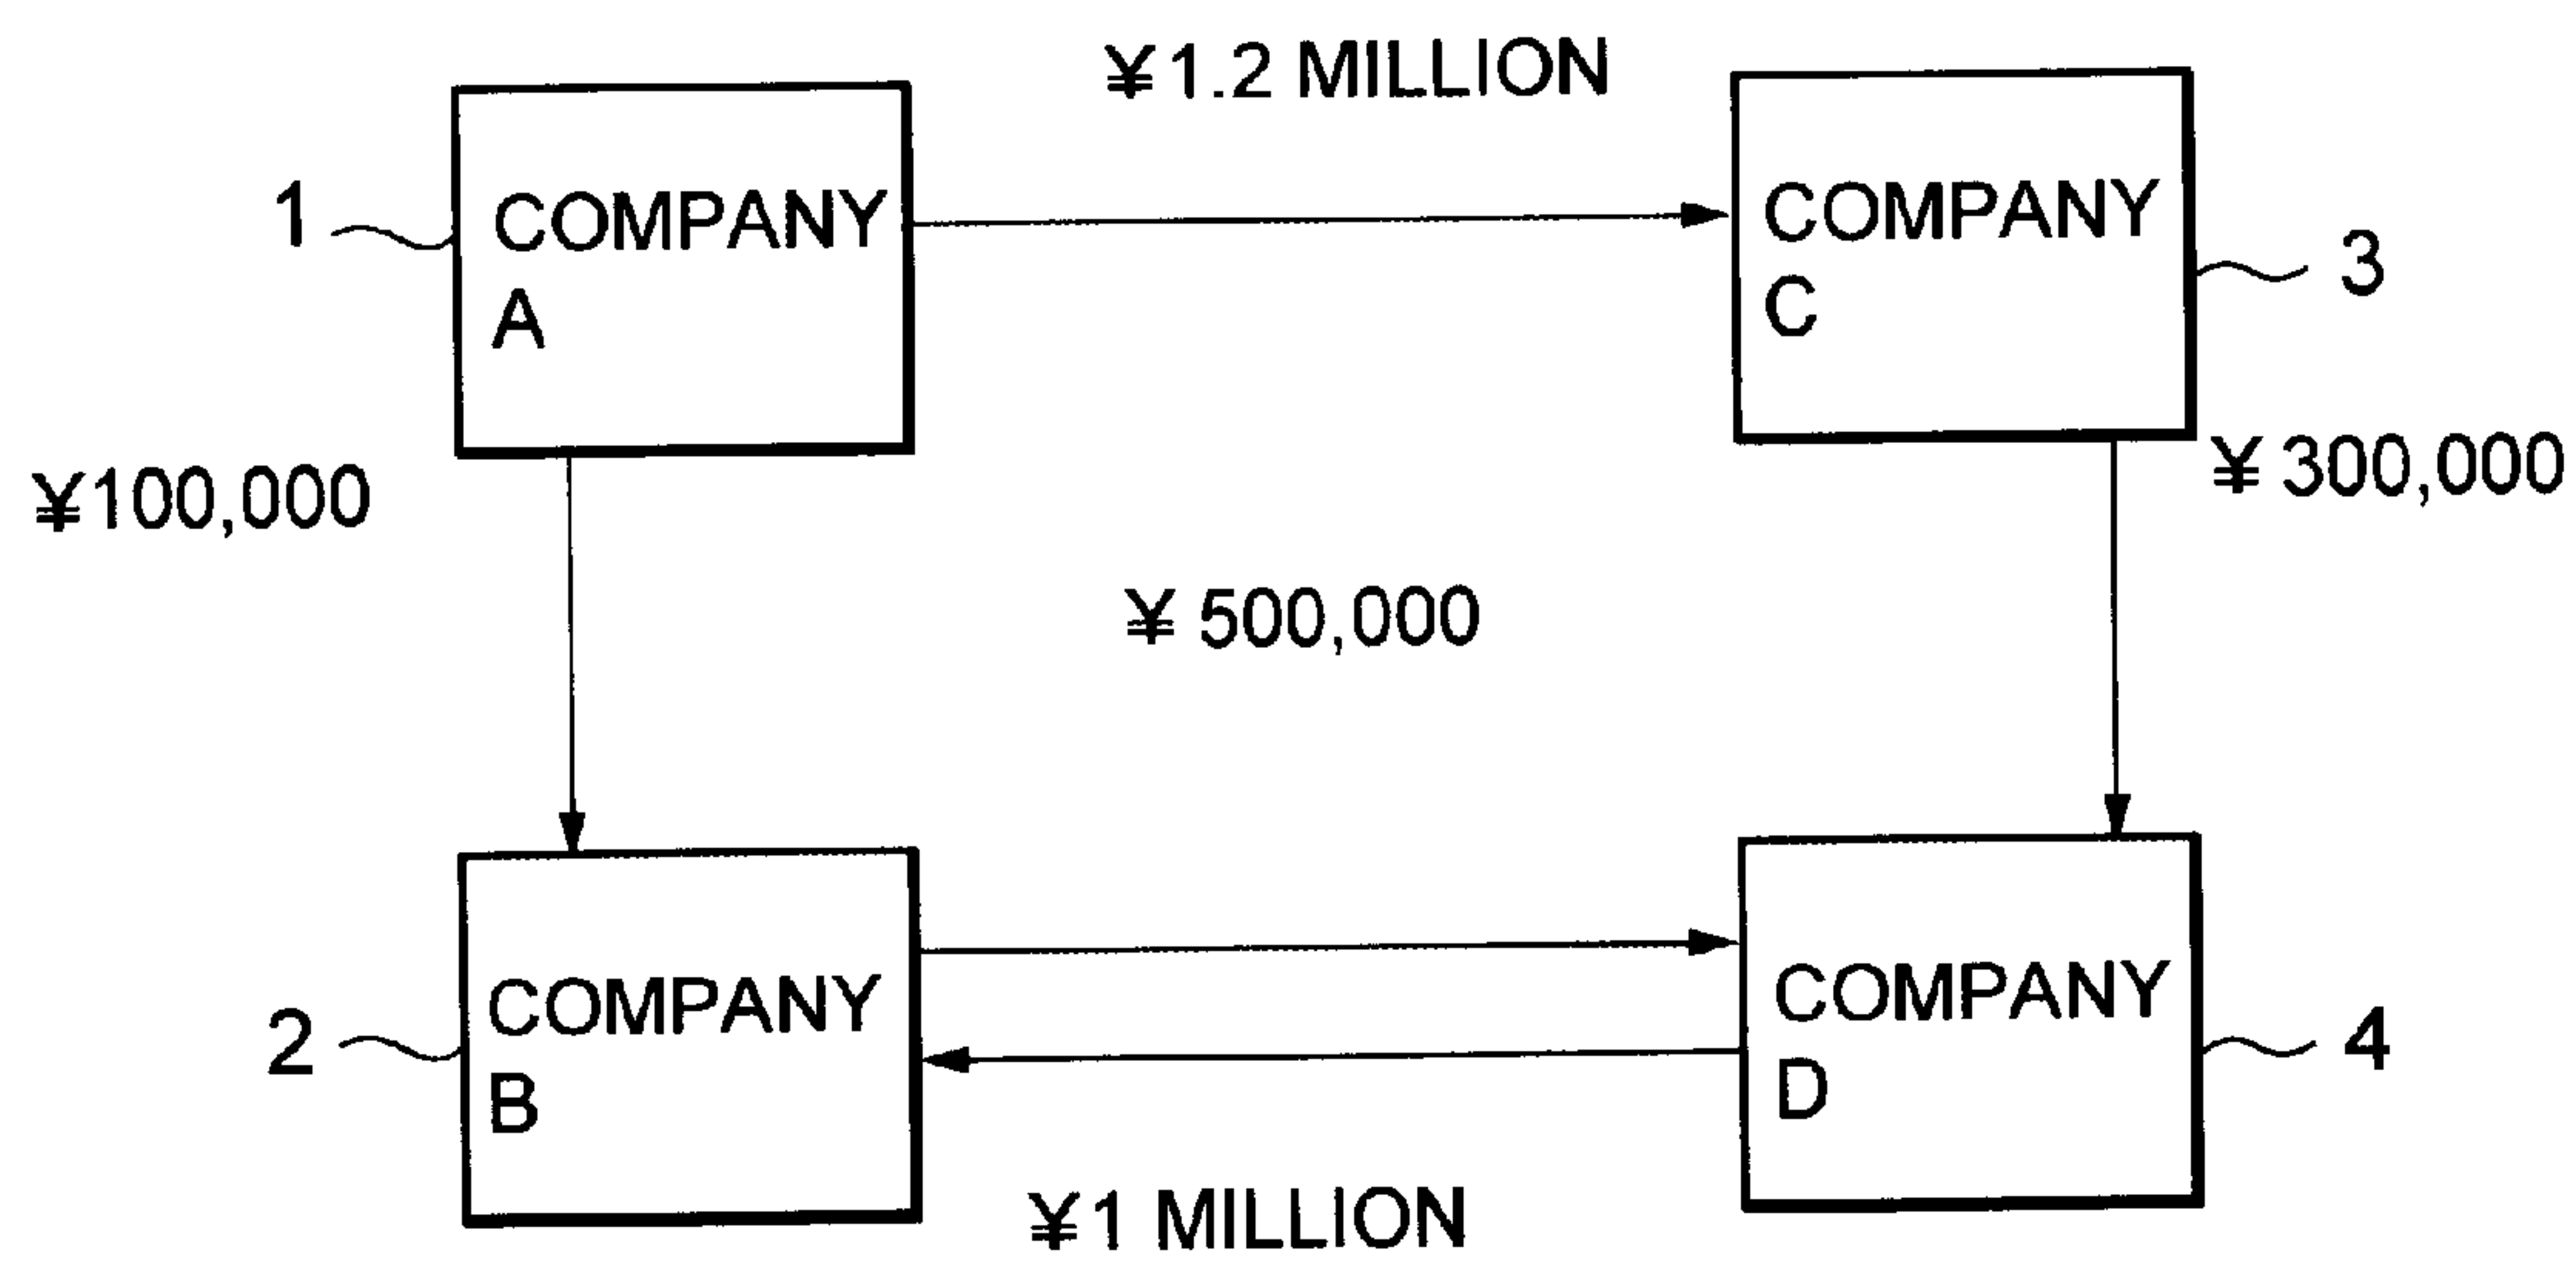 ¥1.2 MILLION
1
COMPANY
A
COMPANY
C
3
¥100,000
¥ 300,000
¥ 500,000
2
COMPANY
B
COMPANY
D
4
¥1 MILLION